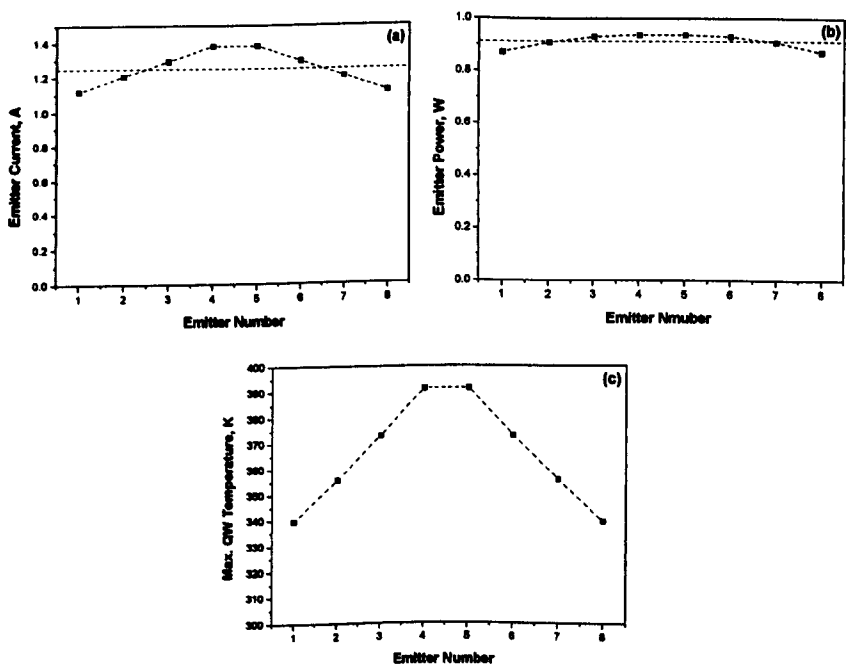 (a)
1.4
1.2
1.0
0.8
0.6
0.4
0.2
0.0
Emitter Current, A
1 2 3 4 5 6 7 8
Emitter Number
(b)
1.0
0.8
0.6
0.4
0.2
0.0
Emitter Power, W
1 2 3 4 5 6 7 8
Emitter Nmuber
(c)
400
390
380
370
360
350
340
330
320
310
300
Max. QW Temperature, K
1 2 3 4 5 6 7 8
Emitter Number